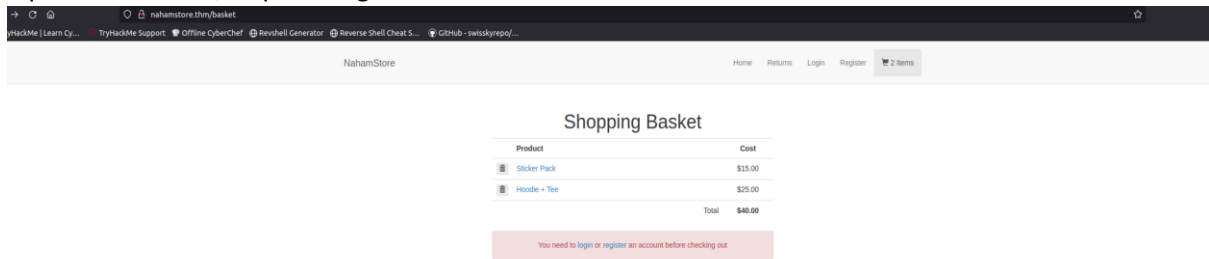 nahamstore.thm/basket
yHackMe | Learn Cy... TryHackMe Support Offline CyberChef Revshell Generator Reverse Shell Cheat S... GitHub - swisskyrepo/...
NahamStore Home Returns Login Register 2 Items
Shopping Basket
Product Cost
Sticker Pack $15.00
Hoodie + Tee $25.00
Total $40.00
You need to login or register an account before checking out